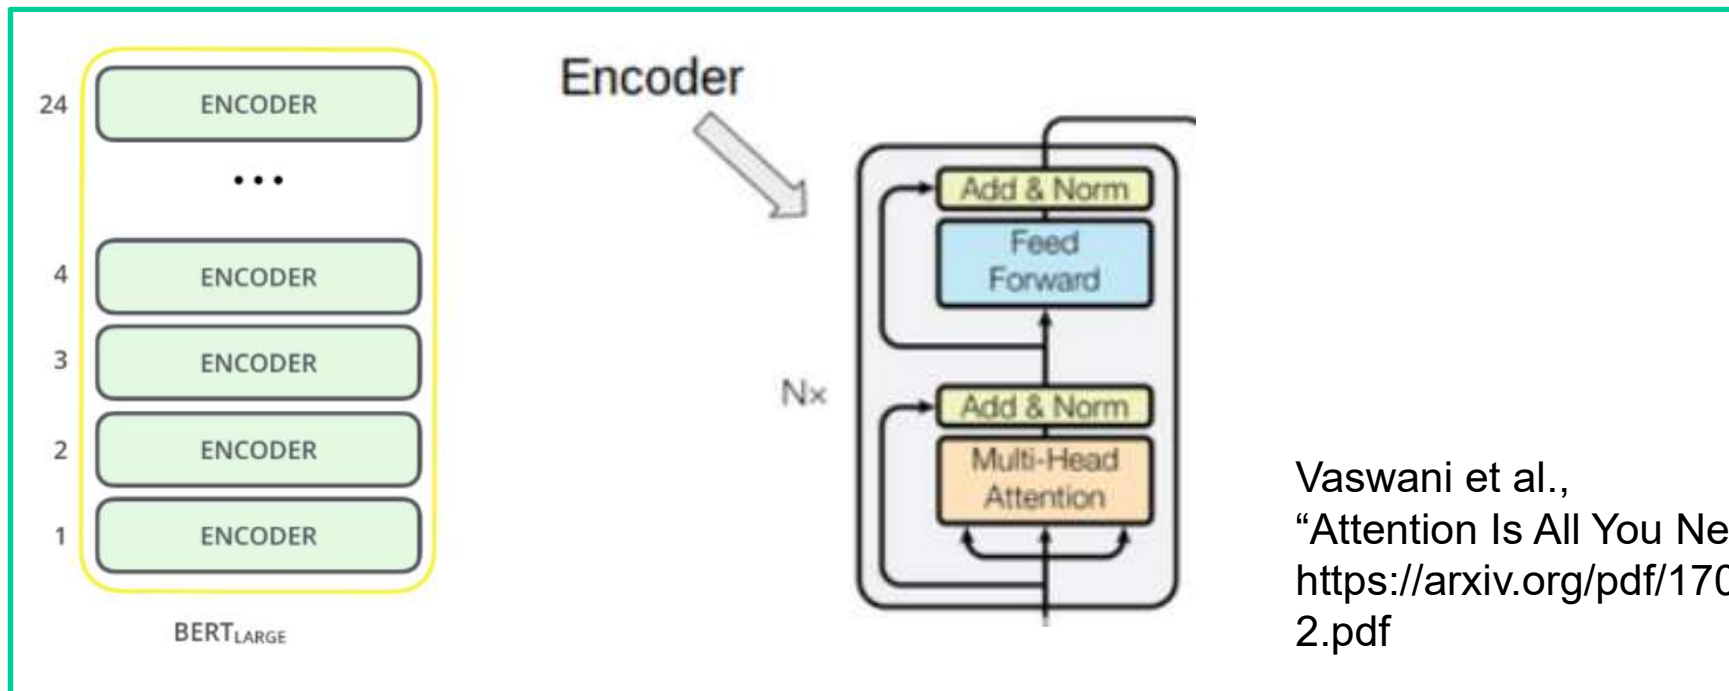 24 ENCODER
...
4 ENCODER
3 ENCODER
2 ENCODER
1 ENCODER
BERTLARGE
Encoder
Add & Norm
Feed
Forward
Nx
Add & Norm
Multi-Head
Attention
Vaswani et al.,
“Attention Is All You Ne
https://arxiv.org/pdf/170
2.pdf